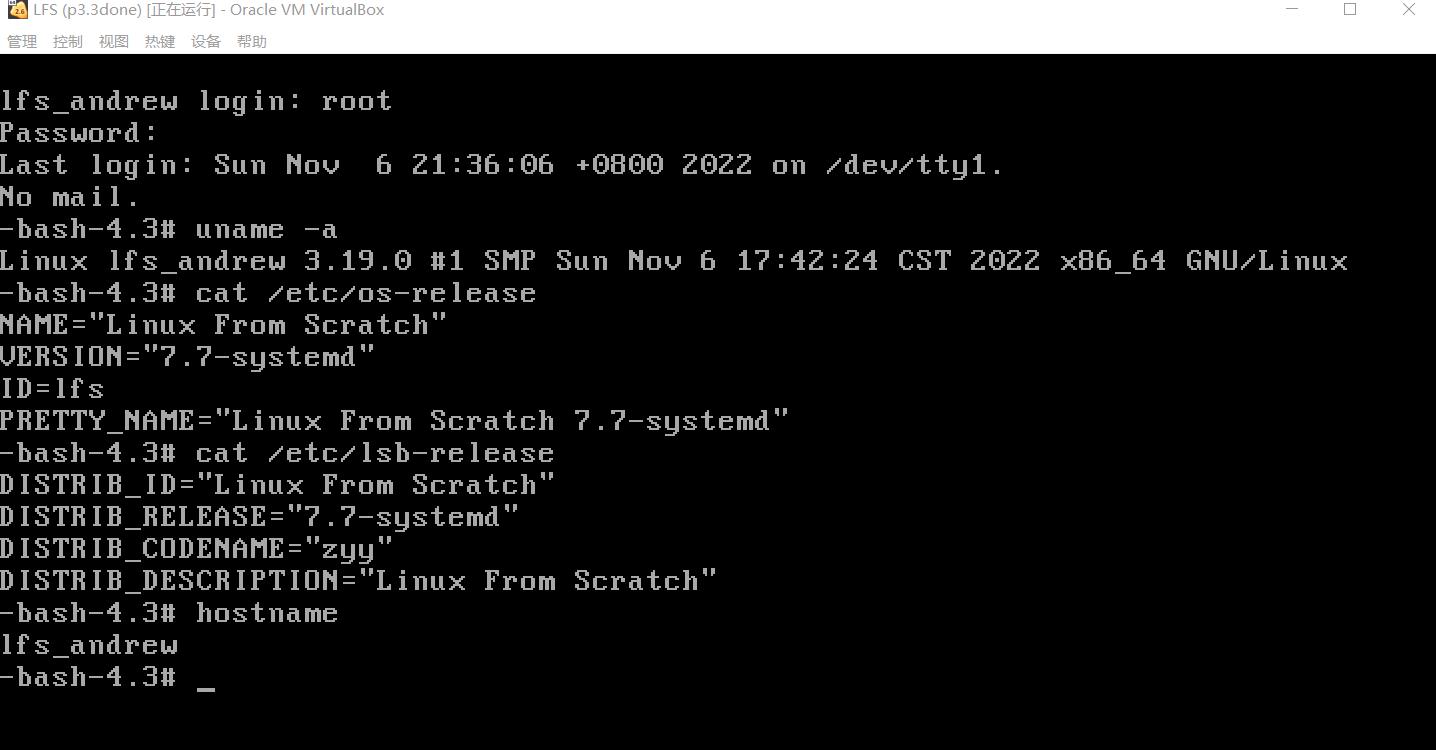 LFS (p3.3done) [正在运行] - Oracle VM VirtualBox
管理 控制 视图 热键 设备 帮助
lfs_andrew login: root
Password:
Last login: Sun Nov  6 21:36:06 +0800 2022 on /dev/tty1.
No mail.
-bash-4.3# uname -a
Linux lfs_andrew 3.19.0 #1 SMP Sun Nov 6 17:42:24 CST 2022 x86_64 GNU/Linux
-bash-4.3# cat /etc/os-release
NAME="Linux From Scratch"
VERSION="7.7-systemd"
ID=lfs
PRETTY_NAME="Linux From Scratch 7.7-systemd"
-bash-4.3# cat /etc/lsb-release
DISTRIB_ID="Linux From Scratch"
DISTRIB_RELEASE="7.7-systemd"
DISTRIB_CODENAME="zyy"
DISTRIB_DESCRIPTION="Linux From Scratch"
-bash-4.3# hostname
lfs_andrew
-bash-4.3# _